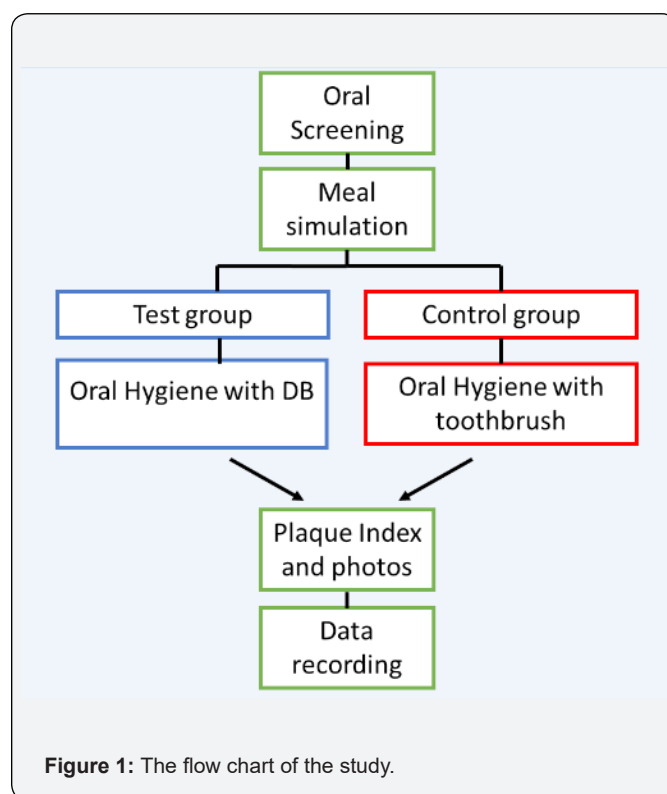 Oral
Screening
Meal
simulation
Test group
Control group
Oral Hygiene with DB
Oral Hygiene with
toothbrush
Plaque Index
and photos
Data
recording
Figure 1: The flow chart of the study.